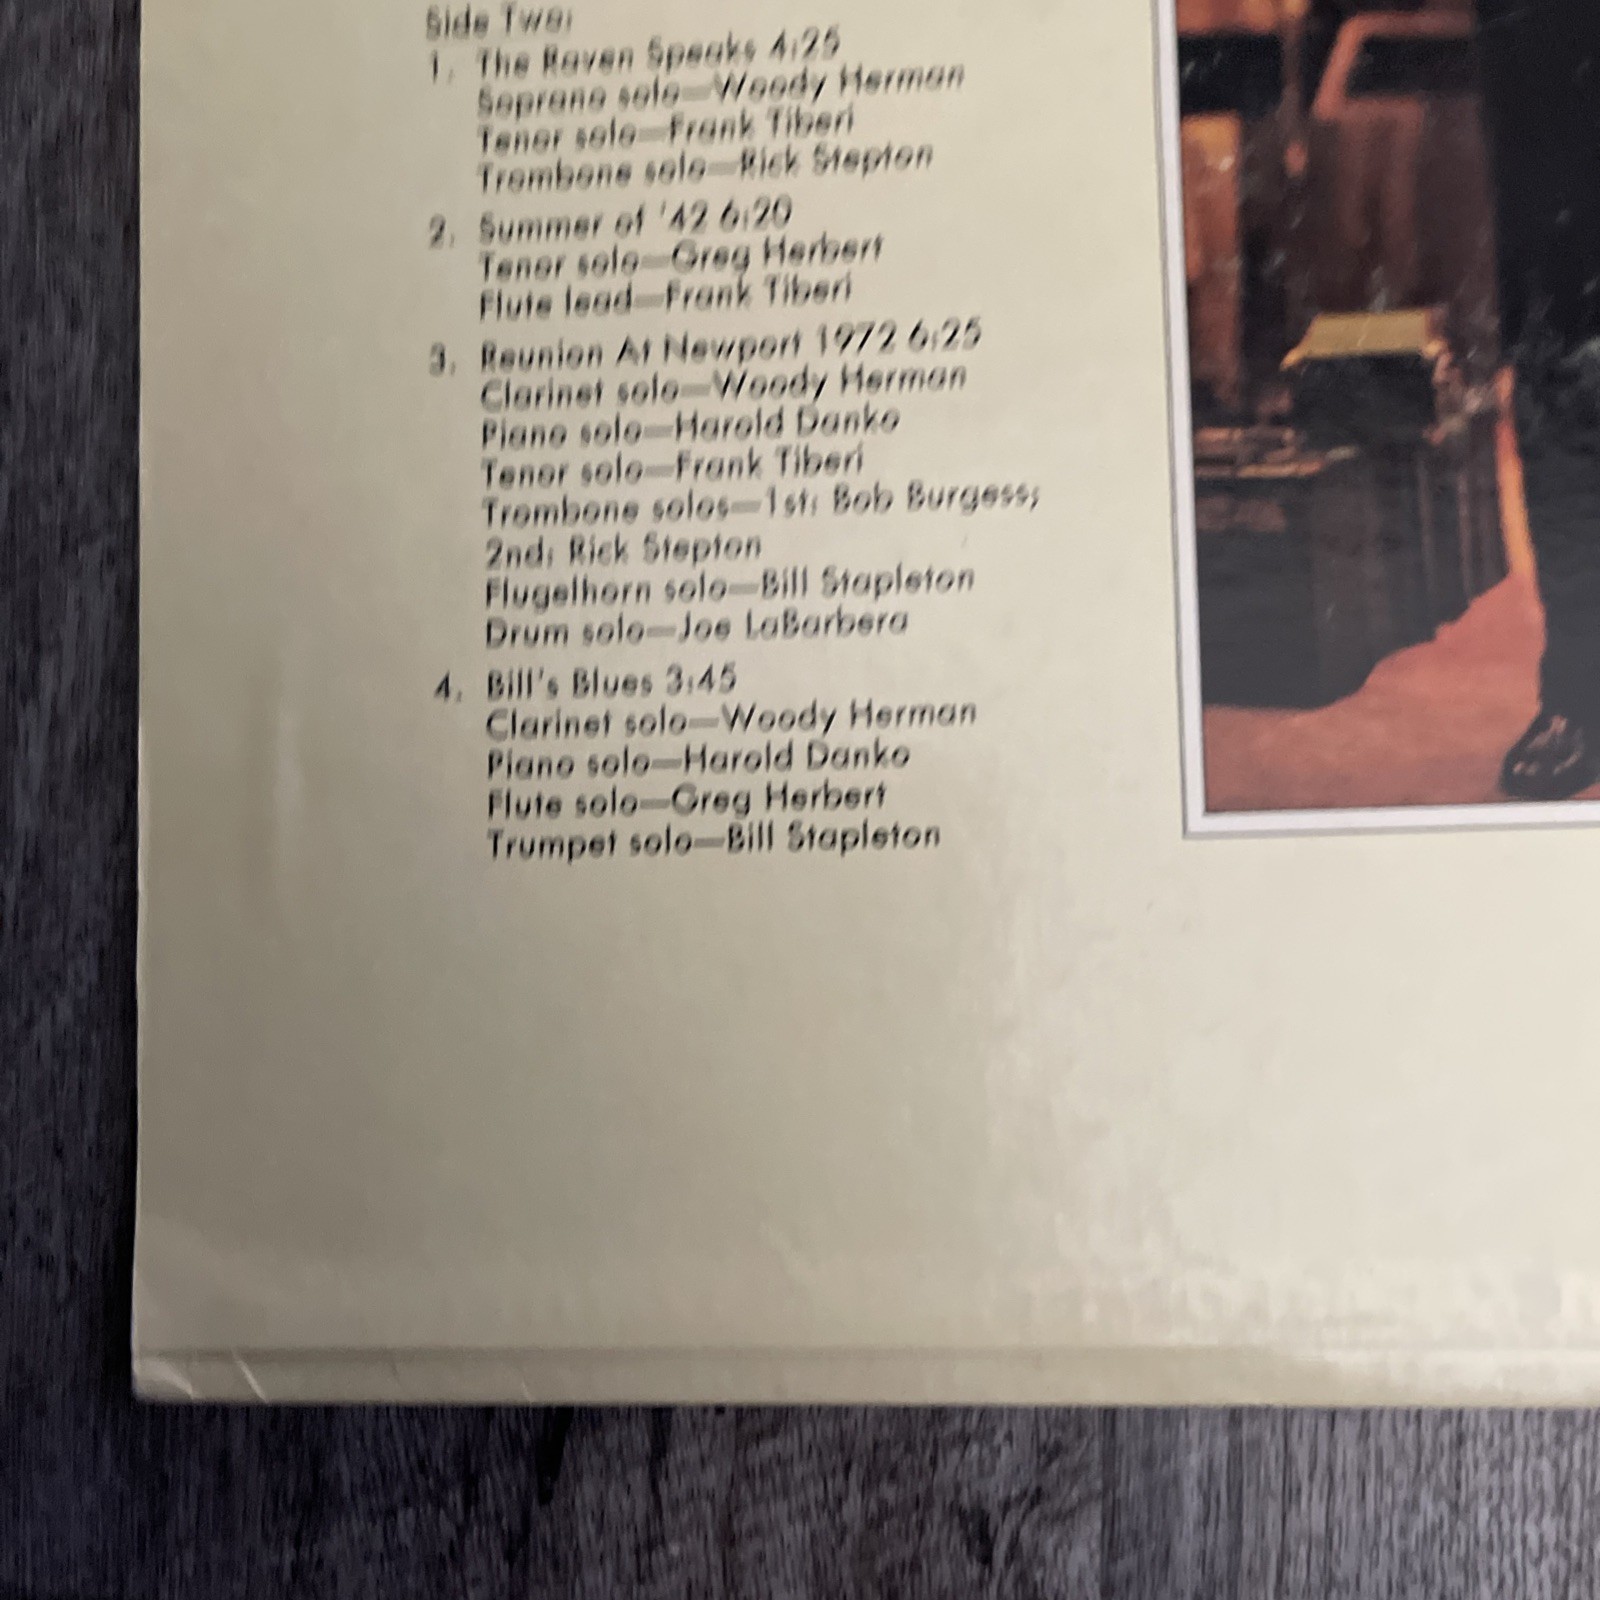 Side Two:
1. The Raven Speaks 4:25
Soprano solo—Woody Herman
Tenor solo—Frank Tiberi
Trombone solo—Rick Stepton
2. Summer of '42 6:20
Tenor solo—Greg Herbert
Flute lead—Frank Tiberi
3. Reunion At Newport 1972 6:25
Clarinet solo—Woody Herman
Piano solo—Harold Danko
Tenor solo—Frank Tiberi
Trombone solos—1st: Bob Burgess;
2nd: Rick Stepton
Flugelhorn solo—Bill Stapleton
Drum solo—Joe LaBarbera
4. Bill's Blues 3:45
Clarinet solo—Woody Herman
Piano solo—Harold Danko
Flute solo—Greg Herbert
Trumpet solo—Bill Stapleton